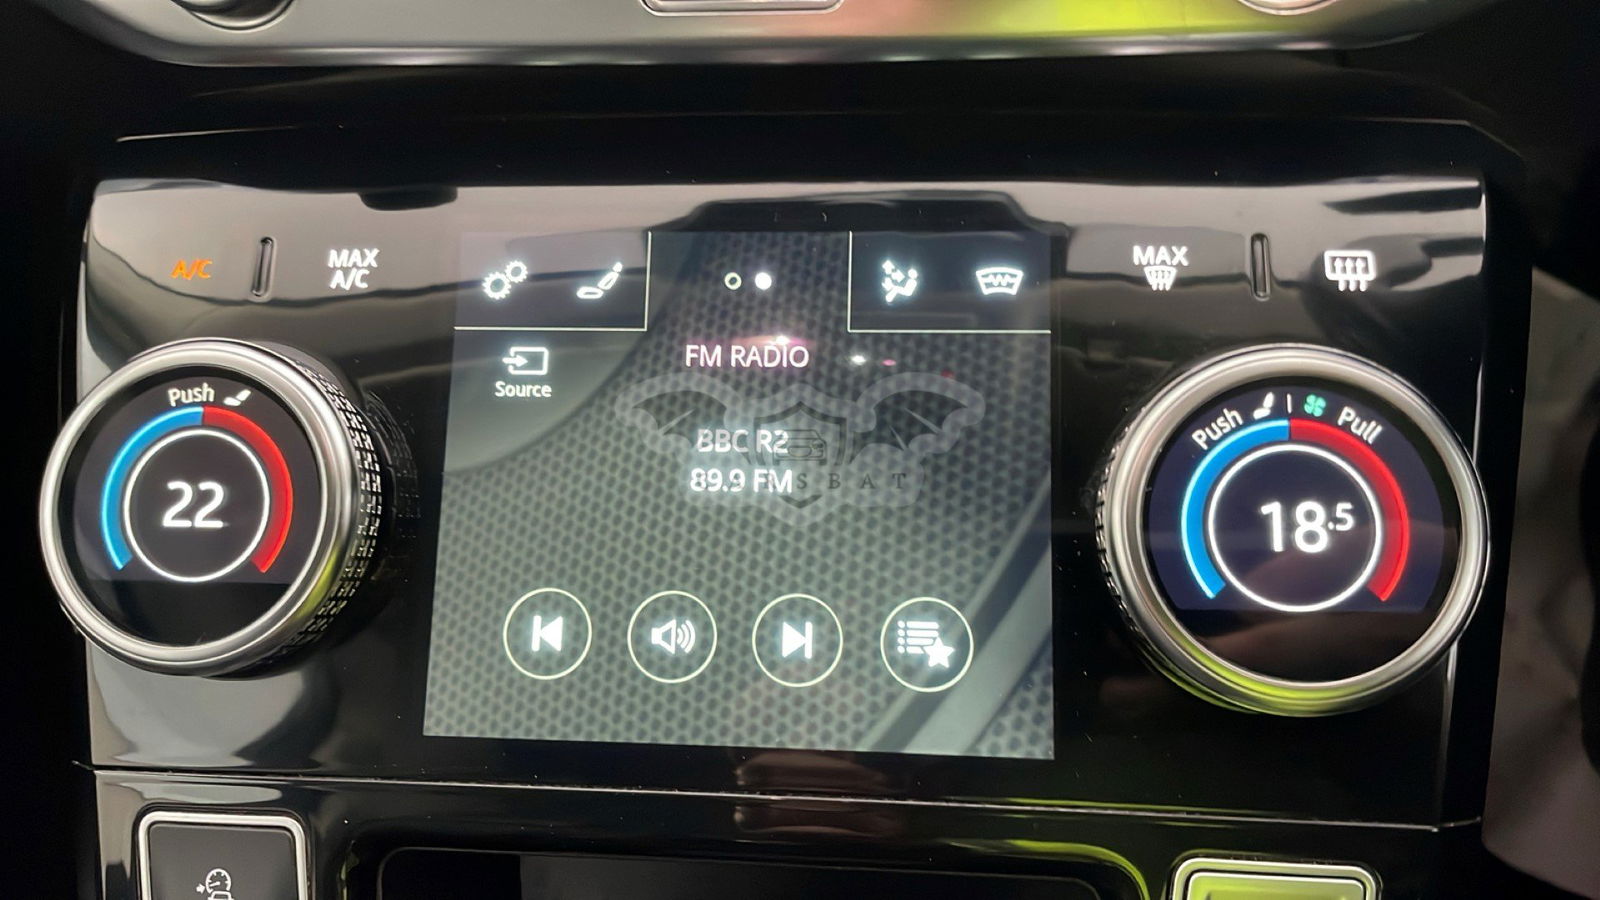 A/C
MAX
A/C
MAX
FM RADIO
Source
Push
22
BBC R2
89.9 FM
Push
Pull
18.5